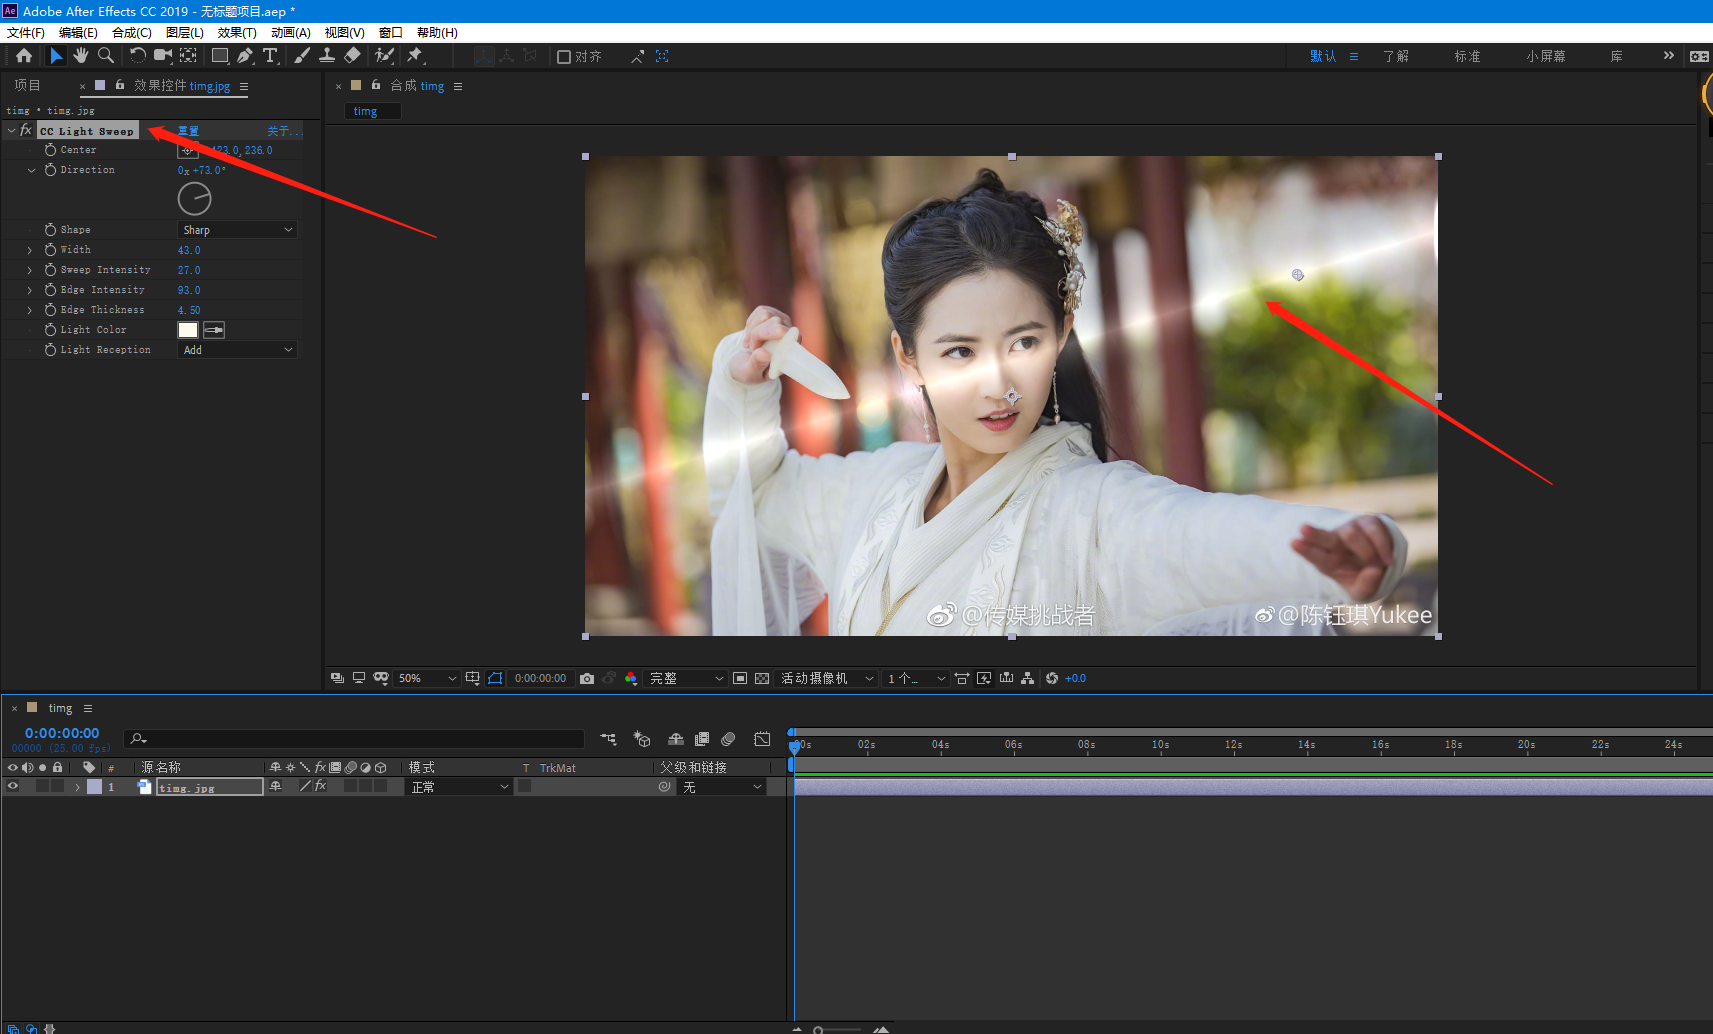 Ae Adobe After Effects CC 2019 - 无标题项目.aep *
文件(F) 编辑(E) 合成(C) 图层(L) 效果(T) 动画(A) 视图(V) 窗口 帮助(H)
对齐 默认 了解 标准 小屏幕 库
项目 效果控件 timg.jpg
timg • timg.jpg
fx CC Light Sweep 重置 关于...
Center 423.0, 236.0
Direction 0x +73.0°
Shape Sharp
Width 43.0
Sweep Intensity 27.0
Edge Intensity 93.0
Edge Thickness 4.50
Light Color
Light Reception Add
合成 timg
timg
@传媒挑战者
@陈钰琪Yukee
50% 0:00:00:00 完整 活动摄像机 1 个... +0.0
timg
0:00:00:00
00000 (25.00 fps)
# 源名称 fx 模式 T TrkMat 父级和链接
1 timg.jpg fx 正常 无
00s 02s 04s 06s 08s 10s 12s 14s 16s 18s 20s 22s 24s